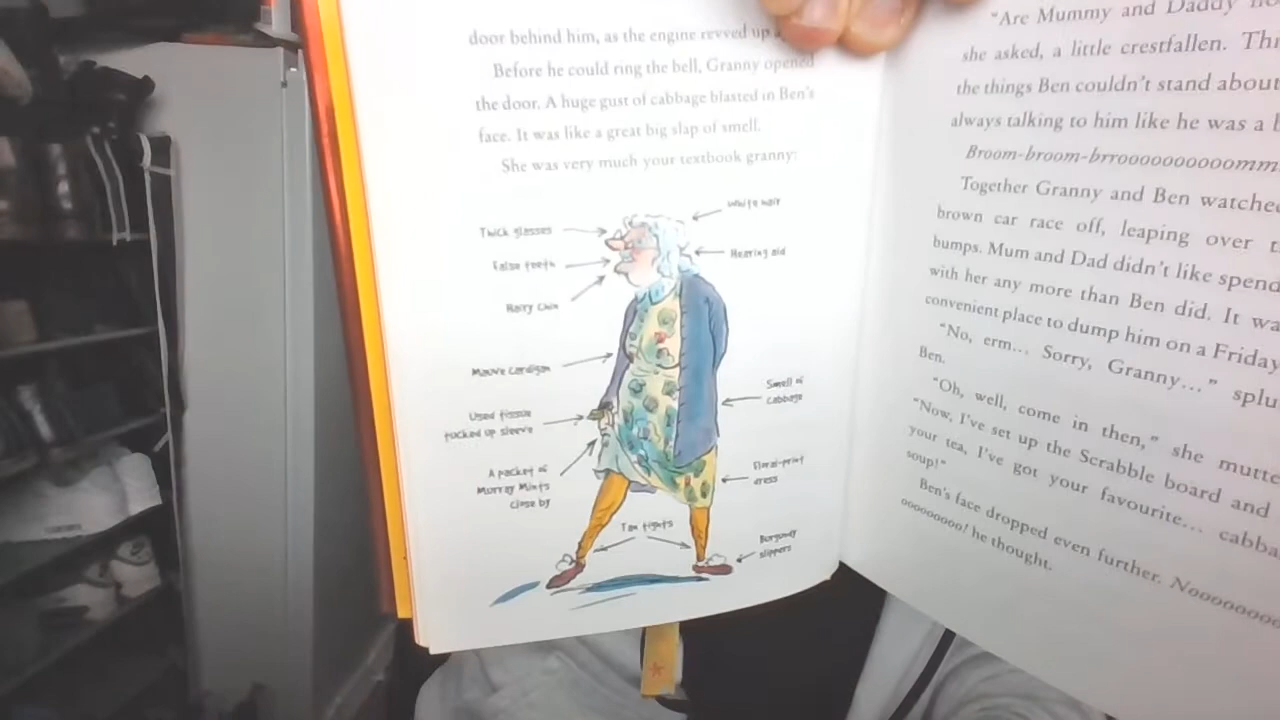 door behind him, as the engine revved up
Before he could ring the bell, Granny opened
the door. A huge gust of cabbage blasted in Ben's
face. It was like a great big slap of smell.
She was very much your textbook granny:
White hair
Thick glasses
Hearing aid
False teeth
Hairy chin
Mauve cardigan
Smell of
cabbage
Used tissue
tucked up sleeve
Floral-print
dress
A packet of
Murray Mints
close by
Tan tights
Burgundy
slippers
"Are Mummy and Daddy
she asked, a little crestfallen.
the things Ben couldn't stand about
always talking to him like he was a
Broom-broom-brroooooooooomm
Together Granny and Ben watched
brown car race off, leaping over
bumps. Mum and Dad didn't like spend
with her any more than Ben did. It wa
convenient place to dump him on a Friday
"No, erm... Sorry, Granny..." splu
Ben.
"Oh, well, come in then," she mutte
"Now, I've set up the Scrabble board and
your tea, I've got your favourite... cabba
soup!"
Ben's face dropped even further. Noooooooo
ooooooooo! he thought.